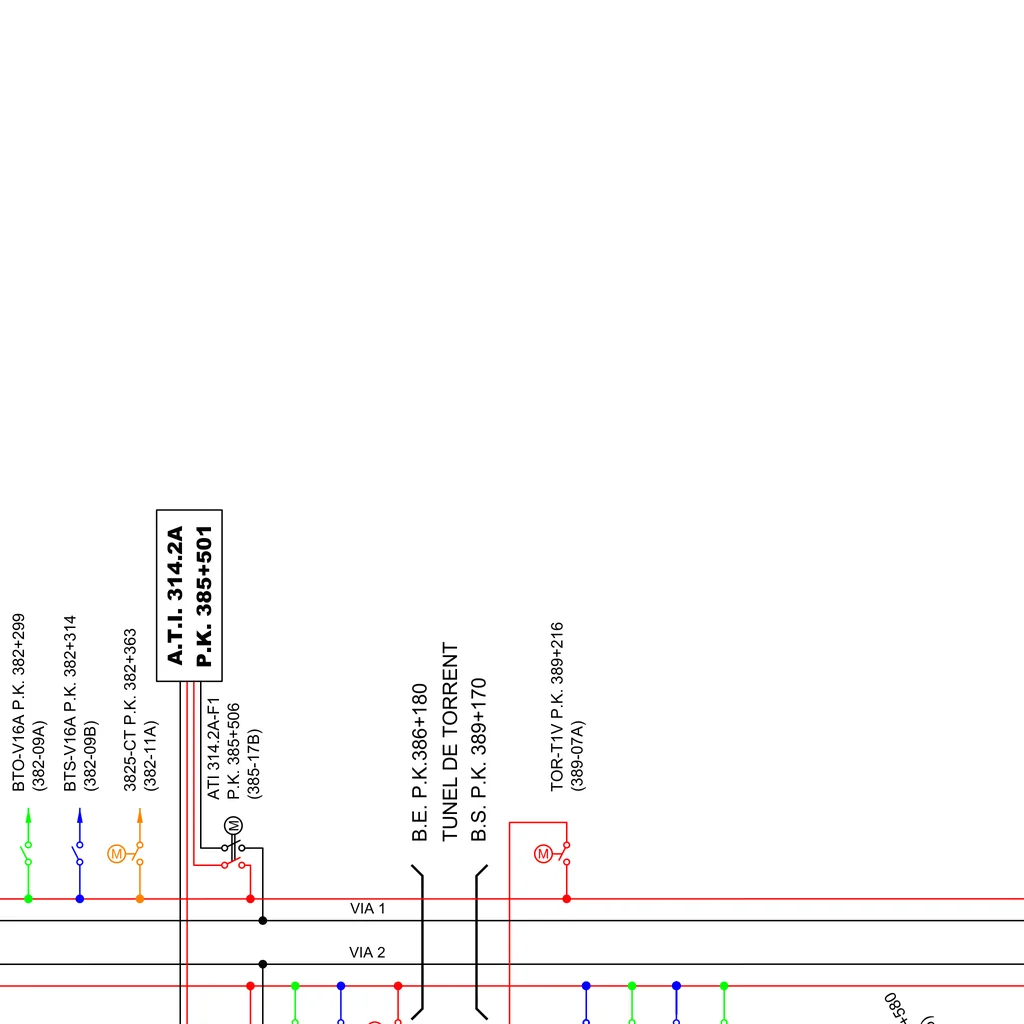 BTO-V16A P.K. 382+299
(382-09A)
BTS-V16A P.K. 382+314
(382-09B)
3825-CT P.K. 382+363
(382-11A)
A.T.I. 314.2A
P.K. 385+501
ATI 314.2A-F1
P.K. 385+506
(385-17B)
B.E. P.K.386+180
TUNEL DE TORRENT
B.S. P.K. 389+170
TOR-T1V P.K. 389+216
(389-07A)
M
M
M
VIA 1
VIA 2
+580